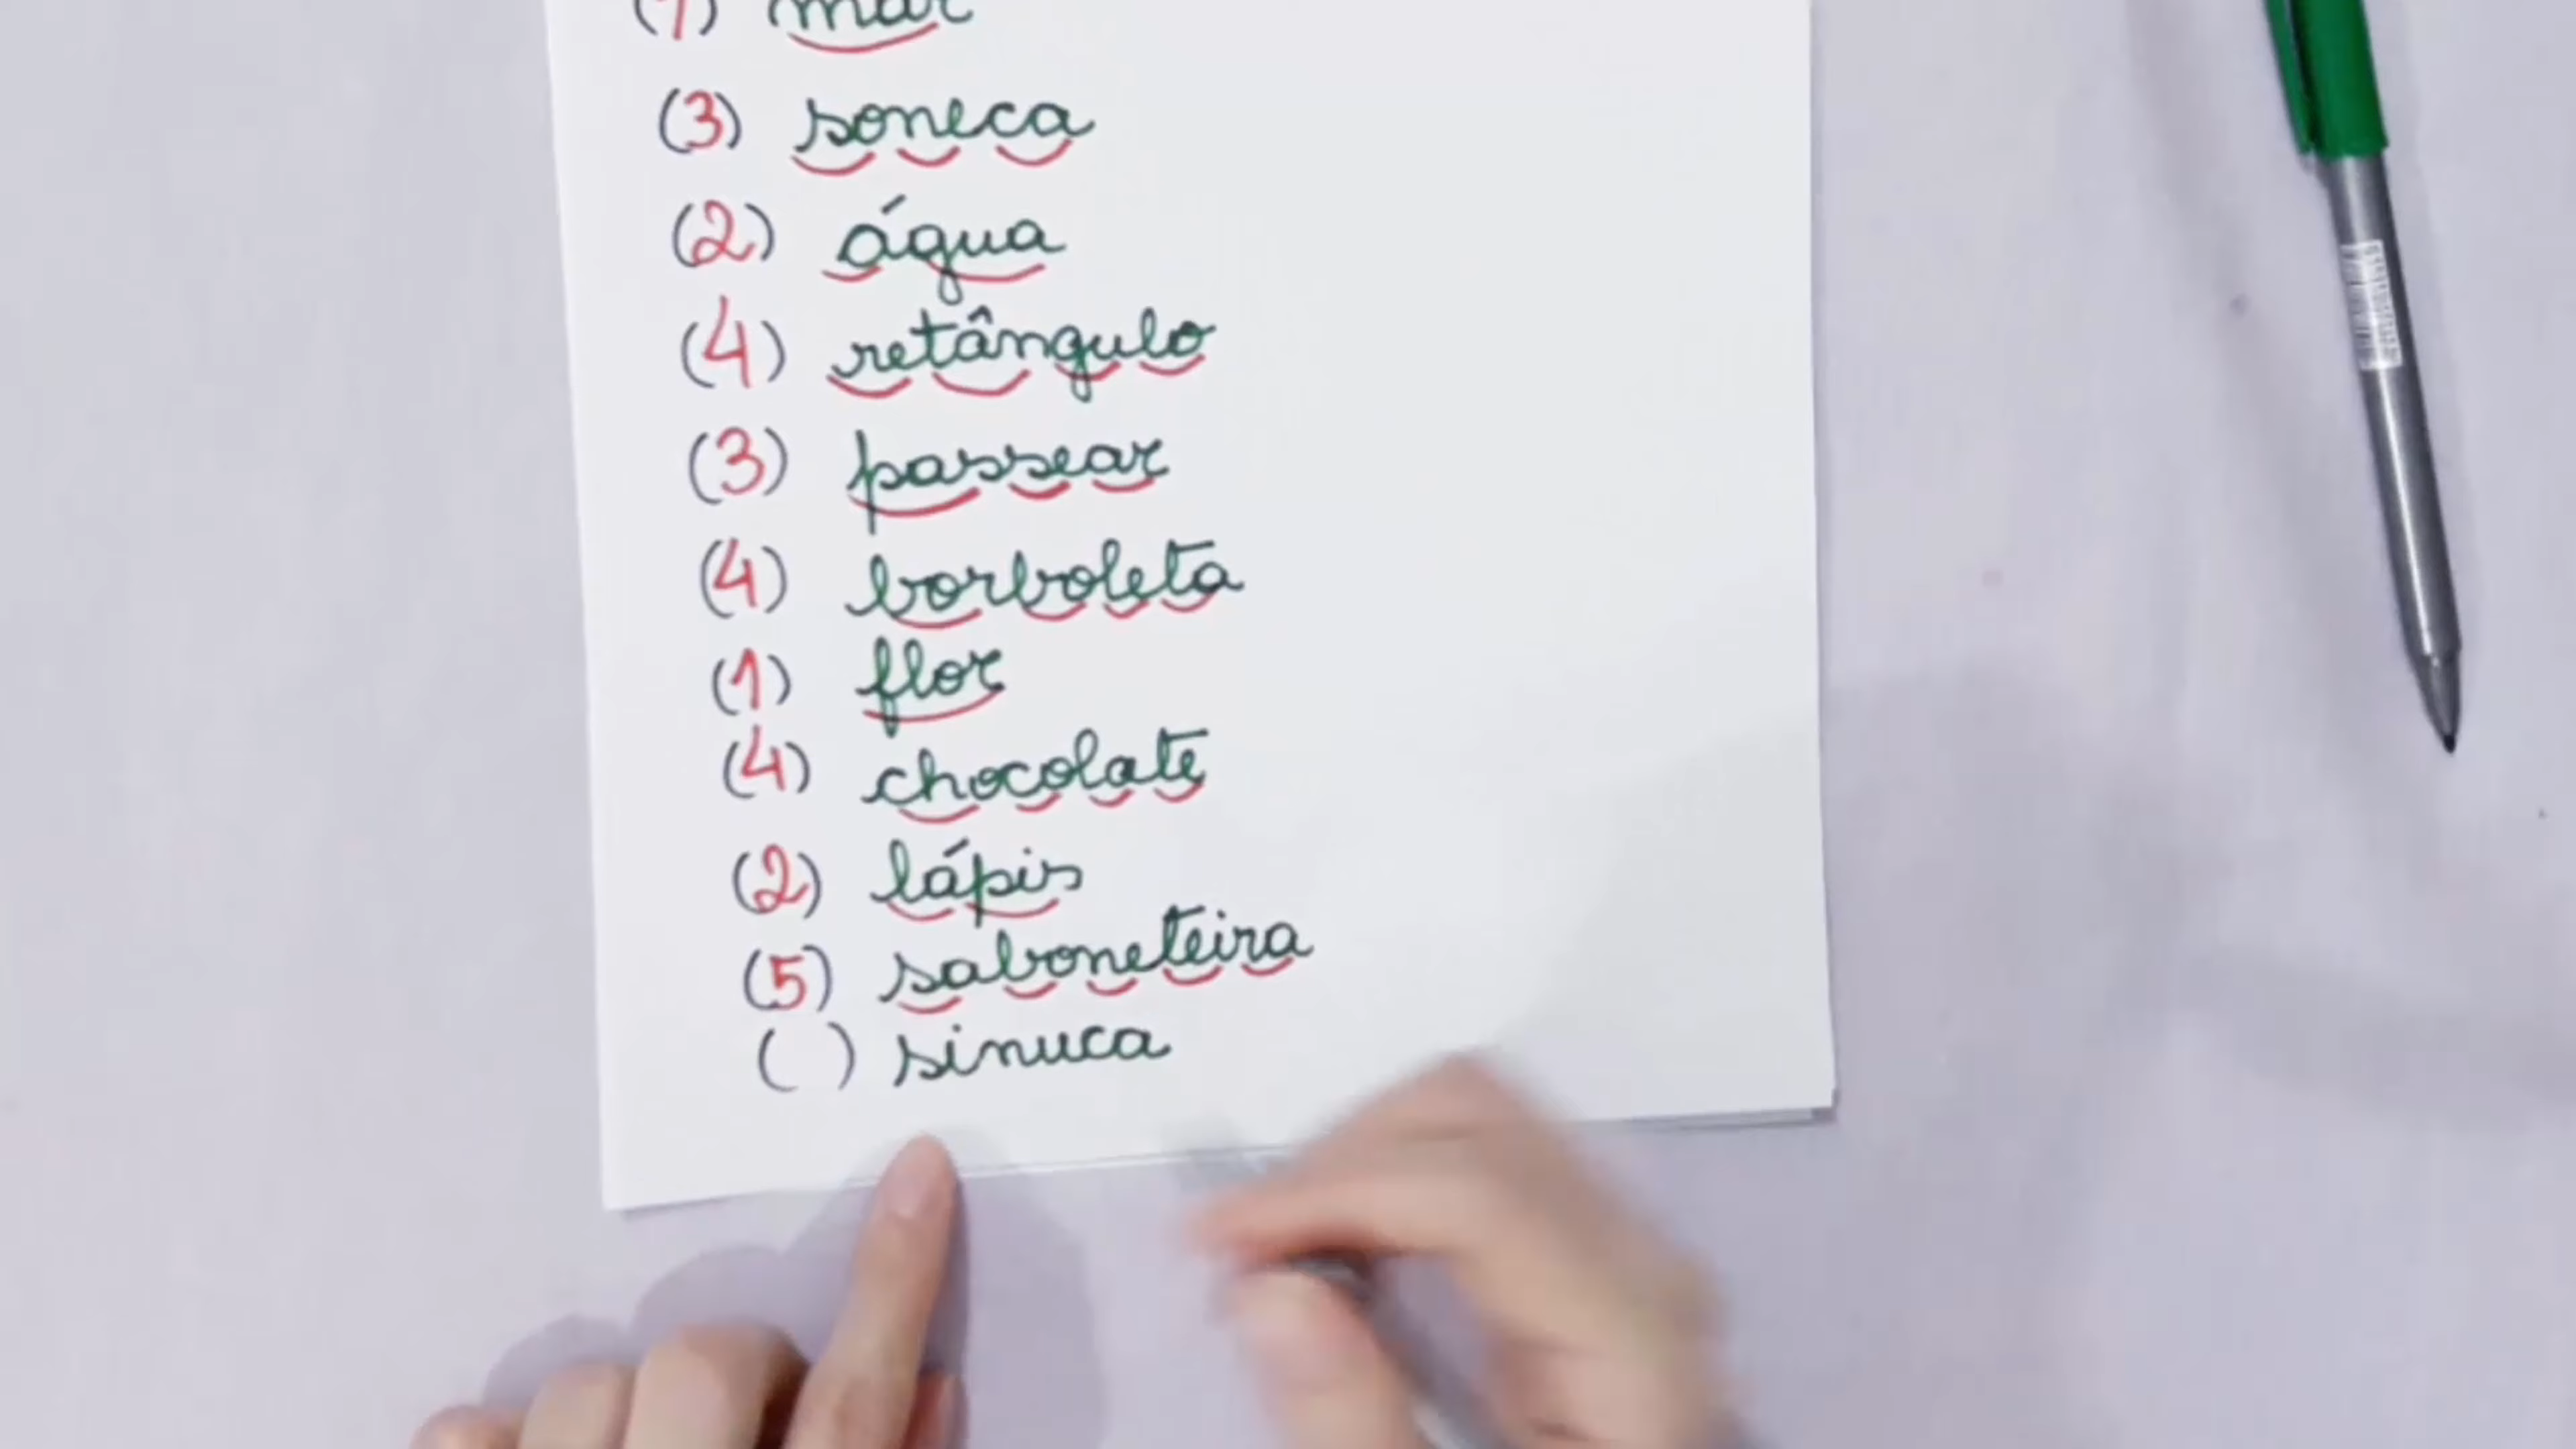 (1) mar
(3) soneca
(2) água
(4) retângulo
(3) passear
(4) borboleta
(1) flor
(4) chocolate
(2) lápis
(5) saboneteira
( ) sinuca